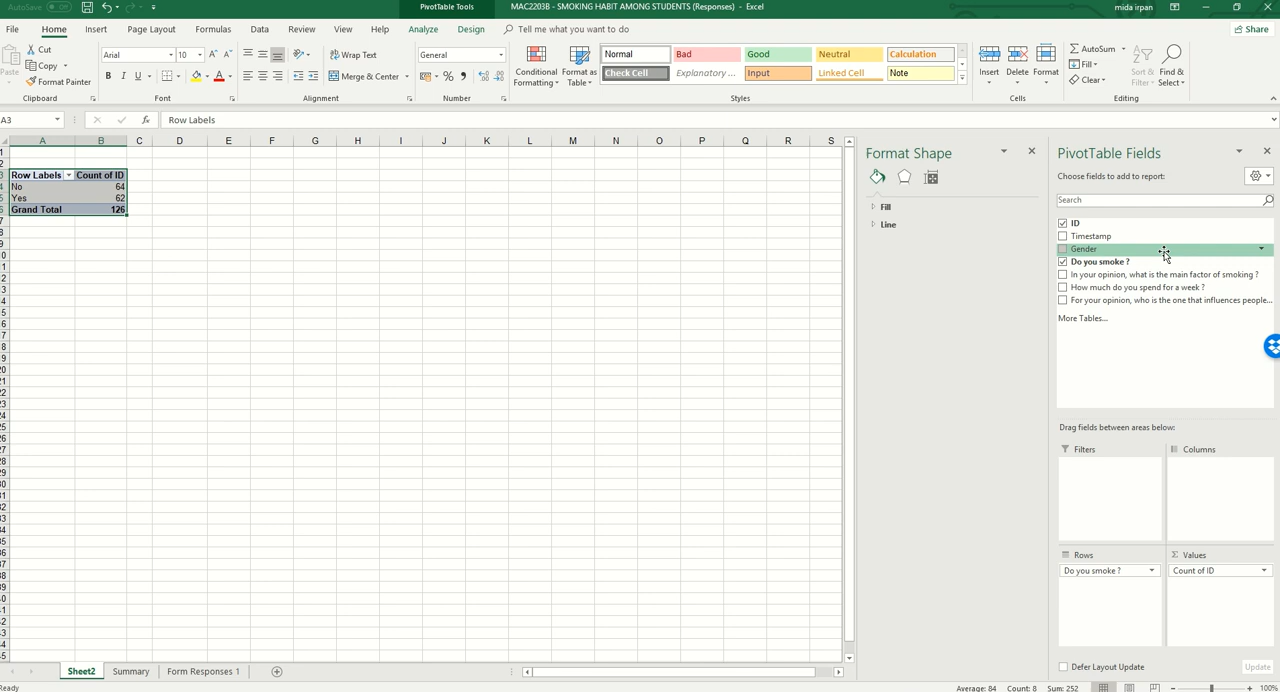 AutoSave Off
PivotTable Tools
MAC2203B - SMOKING HABIT AMONG STUDENTS (Responses) - Excel
mida irpan
File Home Insert Page Layout Formulas Data Review View Help Analyze Design Tell me what you want to do Share
Paste
Cut
Copy
Format Painter
Clipboard
Arial 10
B I U
Font
Wrap Text
Merge & Center
Alignment
General
Number
Conditional Formatting
Format as Table
Normal Bad Good Neutral Calculation
Check Cell Explanatory ... Input Linked Cell Note
Styles
Insert Delete Format
Cells
AutoSum
Fill
Clear
Sort & Filter
Find & Select
Editing
A3 fx Row Labels
A B C D E F G H I J K L M N O P Q R S
Row Labels Count of ID
No 64
Yes 62
Grand Total 126
Format Shape
Fill
Line
PivotTable Fields
Choose fields to add to report:
Search
ID
Timestamp
Gender
Do you smoke ?
In your opinion, what is the main factor of smoking ?
How much do you spend for a week ?
For your opinion, who is the one that influences people...
More Tables...
Drag fields between areas below:
Filters Columns
Rows Values
Do you smoke ? Count of ID
Defer Layout Update Update
Sheet2 Summary Form Responses 1
Ready Average: 84 Count: 8 Sum: 252 100%